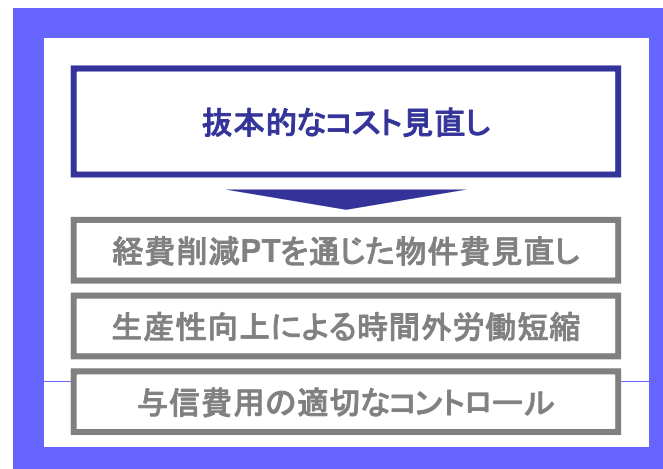 抜本的なコスト見直し
経費削減PTを通じた物件費見直し
生産性向上による時間外労働短縮
与信費用の適切なコントロール